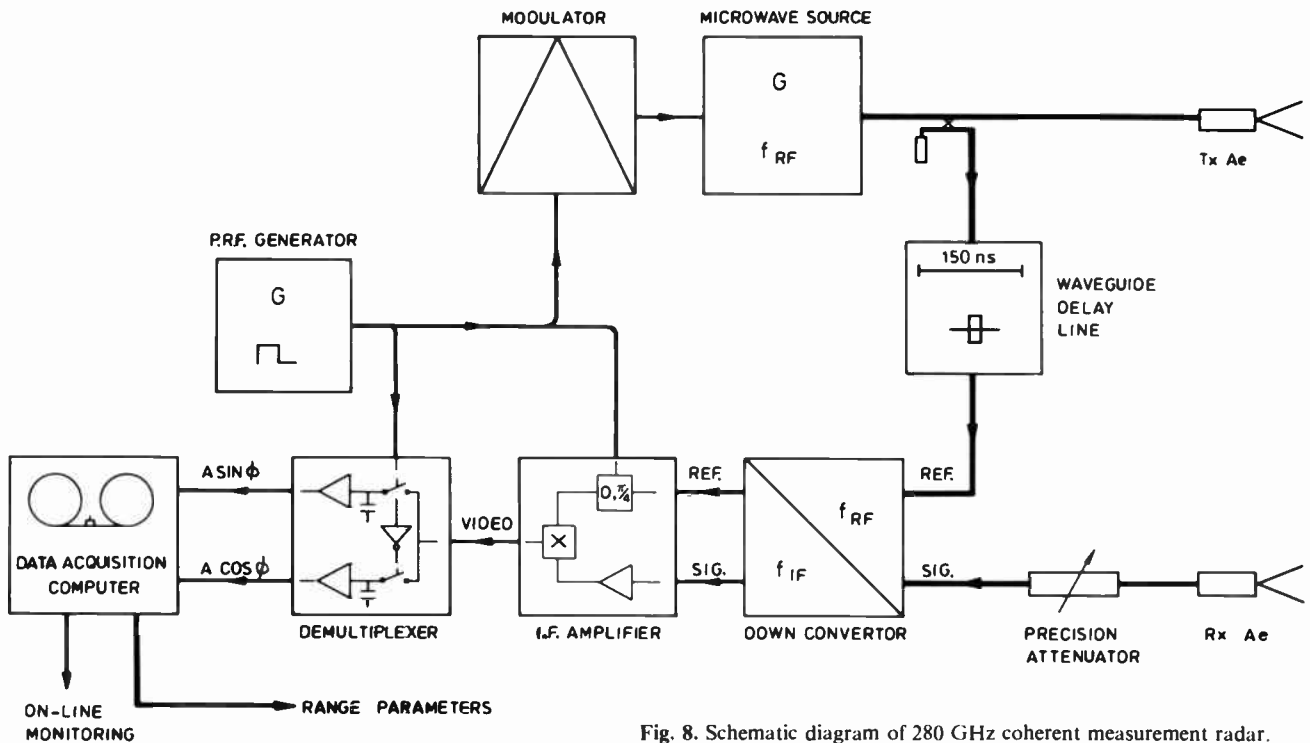 MODULATOR
MICROWAVE SOURCE
G
f RF
Tx Ae
P.R.F. GENERATOR
G
150 ns
WAVEGUIDE
DELAY
LINE
A SIN ϕ
A COS ϕ
DATA ACQUISITION
COMPUTER
DEMULTIPLEXER
VIDEO
0, π/4
X
I.F. AMPLIFIER
REF.
SIG.
f RF
f IF
DOWN CONVERTOR
REF.
SIG.
PRECISION
ATTENUATOR
Rx Ae
ON-LINE
MONITORING
RANGE PARAMETERS
Fig. 8. Schematic diagram of 280 GHz coherent measurement radar.